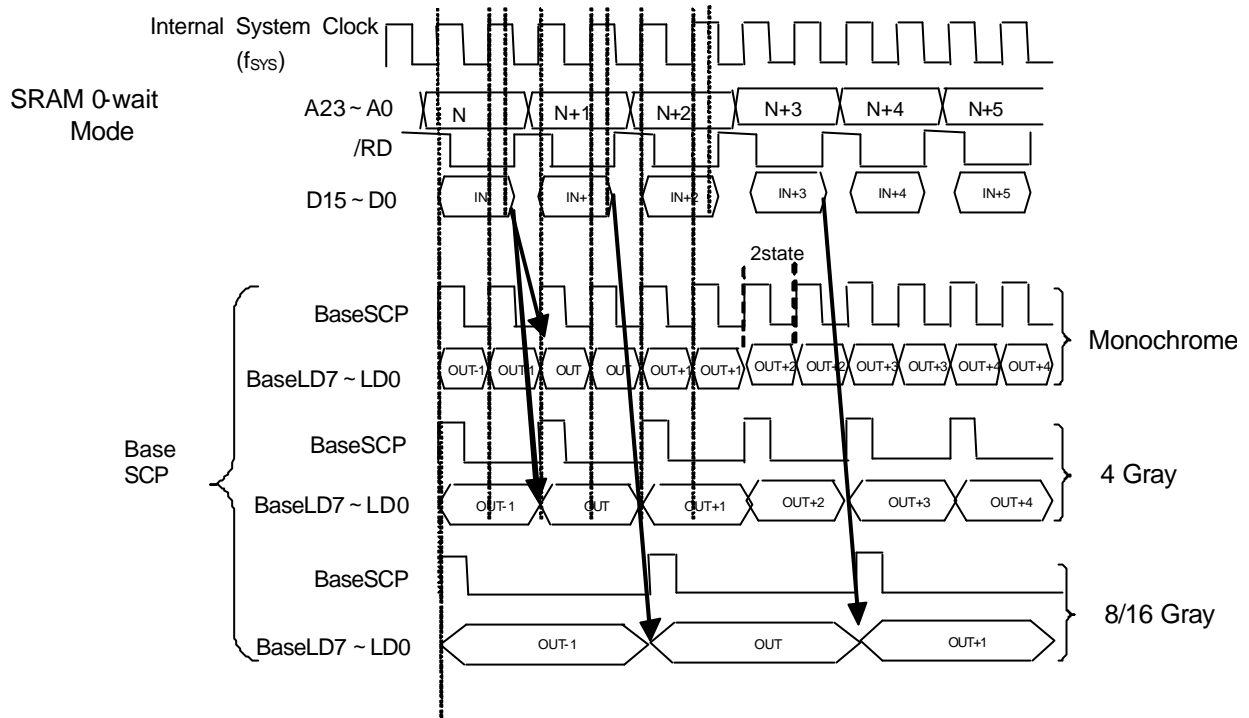 Internal System Clock
(fSYS)
SRAM 0-wait
Mode
A23 ~ A0
N
N+1
N+2
N+3
N+4
N+5
/RD
D15 ~ D0
IN
IN+
IN+2
IN+3
IN+4
IN+5
2state
BaseSCP
Monochrome
BaseLD7 ~ LD0
OUT-1
OUT-1
OUT
OUT
OUT+1
OUT+1
OUT+2
OUT+2
OUT+3
OUT+3
OUT+4
OUT+4
Base
SCP
BaseSCP
4 Gray
BaseLD7 ~ LD0
OUT-1
OUT
OUT+1
OUT+2
OUT+3
OUT+4
BaseSCP
8/16 Gray
BaseLD7 ~ LD0
OUT-1
OUT
OUT+1